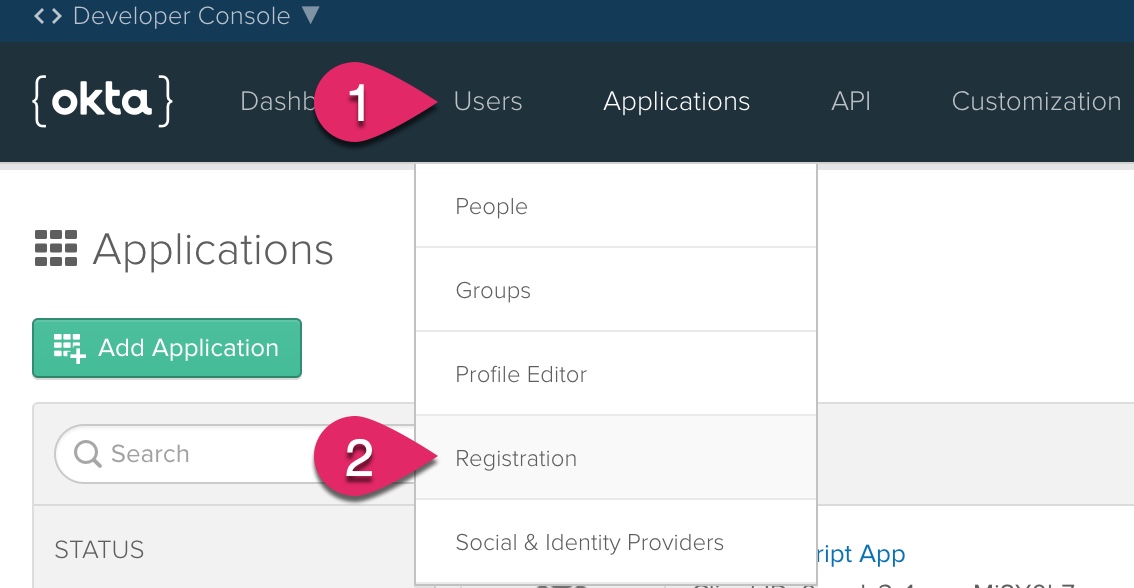 <> Developer Console ▼
{okta} Dashb 1 Users Applications API Customization
People
Applications
Groups
Add Application
Profile Editor
Search
2
Registration
STATUS
Social & Identity Providers
ript App